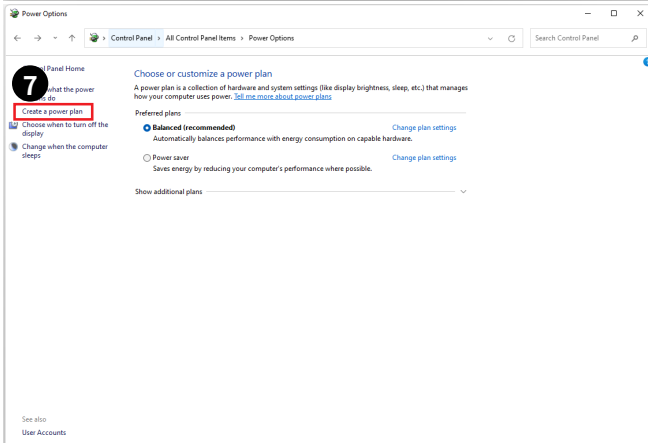 Power Options
Control Panel > All Control Panel Items > Power Options
Search Control Panel
l Panel Home
7
what the power
s do
Create a power plan
Choose when to turn off the
display
Change when the computer
sleeps
Choose or customize a power plan
A power plan is a collection of hardware and system settings (like display brightness, sleep, etc.) that manages
how your computer uses power. Tell me more about power plans
Preferred plans
Balanced (recommended) Change plan settings
Automatically balances performance with energy consumption on capable hardware.
Power saver Change plan settings
Saves energy by reducing your computer's performance where possible.
Show additional plans
See also
User Accounts